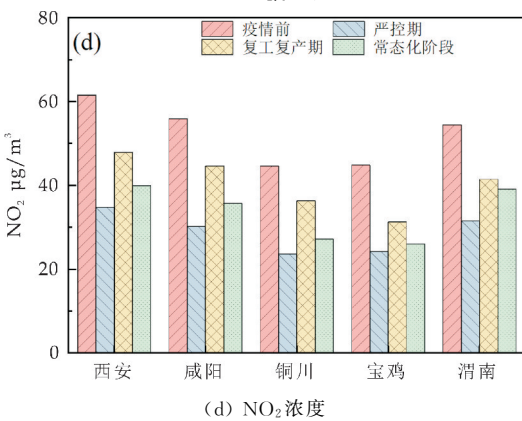 80
(d)
疫情前 严控期
复工复产期 常态化阶段
60
NO₂ μg/m³
40
20
0
西安 咸阳 铜川 宝鸡 渭南
(d) NO₂浓度